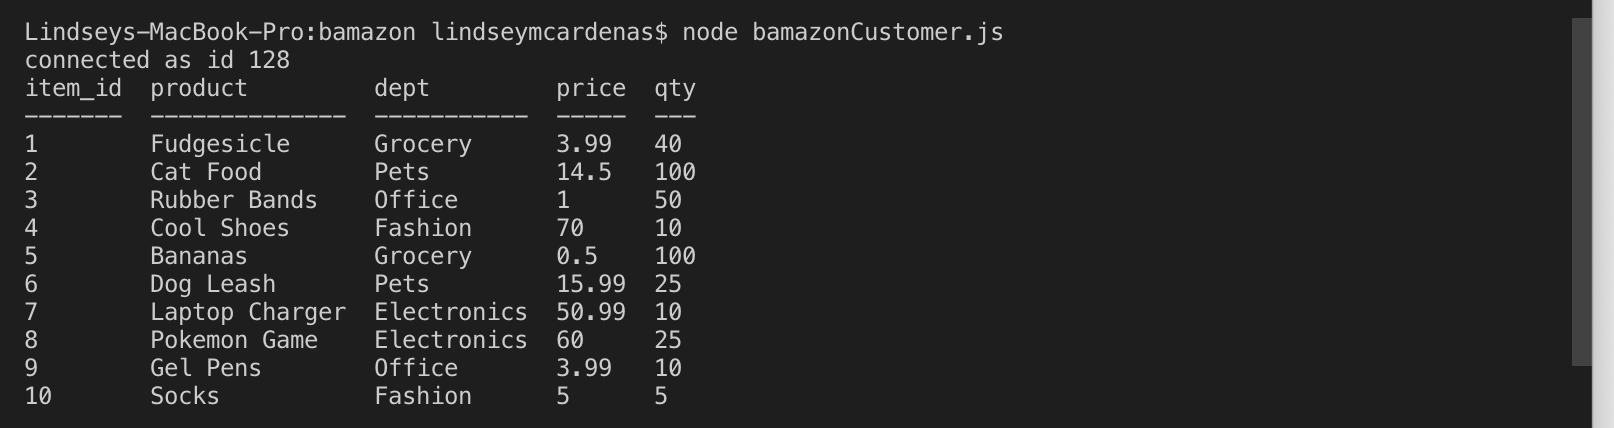 Lindseys-MacBook-Pro:bamazon lindseymcardenas$ node bamazonCustomer.js
connected as id 128
item_id  product         dept         price  qty
-------  --------------  -----------  -----  ---
1        Fudgesicle      Grocery      3.99   40
2        Cat Food        Pets         14.5   100
3        Rubber Bands    Office       1      50
4        Cool Shoes      Fashion      70     10
5        Bananas         Grocery      0.5    100
6        Dog Leash       Pets         15.99  25
7        Laptop Charger  Electronics  50.99  10
8        Pokemon Game    Electronics  60     25
9        Gel Pens        Office       3.99   10
10       Socks           Fashion      5      5